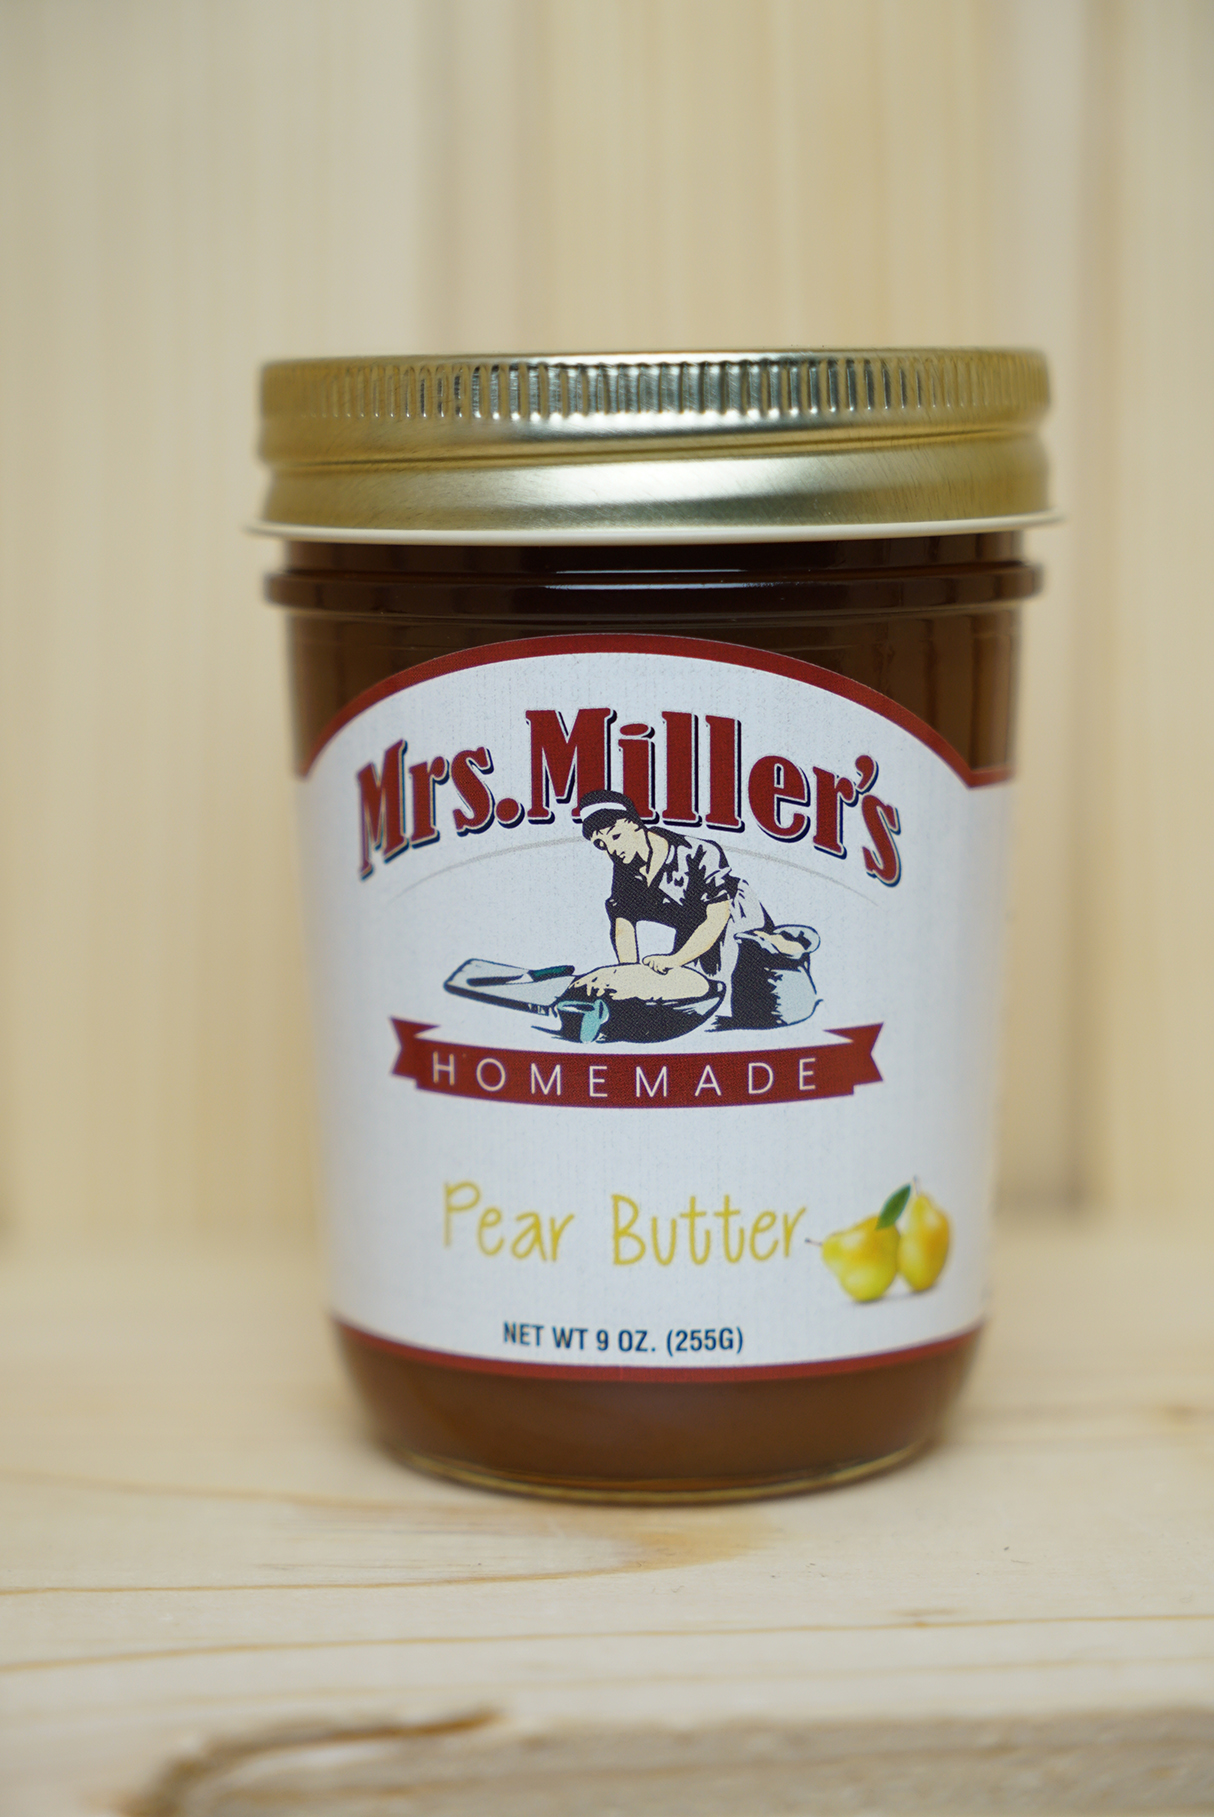 Mrs. Miller's
HOMEMADE
Pear Butter
NET WT 9 OZ. (255G)